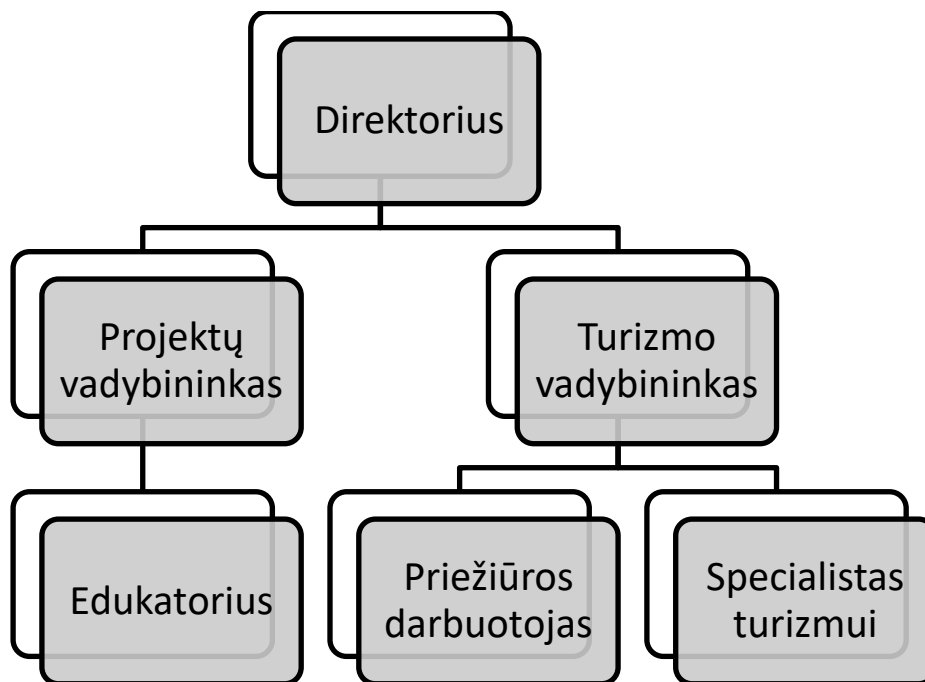 Direktorius
Projektų
vadybininkas
Turizmo
vadybininkas
Edukatorius
Priežiūros
darbuotojas
Specialistas
turizmui